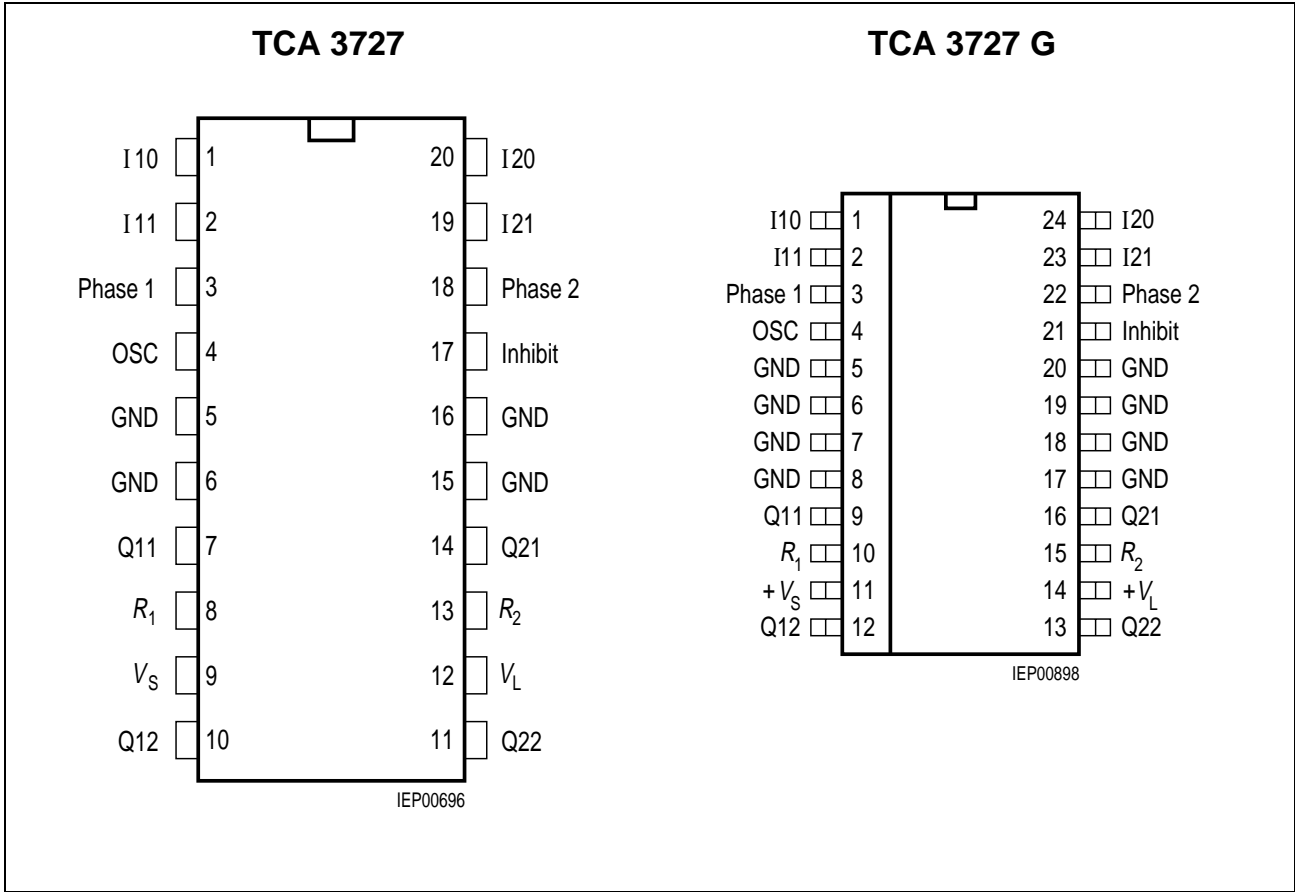 TCA 3727
I10 1 20 I20
I11 2 19 I21
Phase 1 3 18 Phase 2
OSC 4 17 Inhibit
GND 5 16 GND
GND 6 15 GND
Q11 7 14 Q21
R1 8 13 R2
VS 9 12 VL
Q12 10 11 Q22
IEP00696
TCA 3727 G
I10 1 24 I20
I11 2 23 I21
Phase 1 3 22 Phase 2
OSC 4 21 Inhibit
GND 5 20 GND
GND 6 19 GND
GND 7 18 GND
GND 8 17 GND
Q11 9 16 Q21
R1 10 15 R2
+VS 11 14 +VL
Q12 12 13 Q22
IEP00898